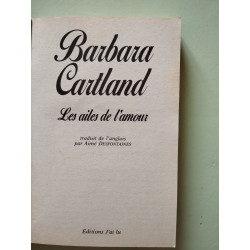 Barbara
Cartland
Les ailes de l'amour
traduit de l'anglais
par Aimé DESFONTAINES
Éditions J'ai lu